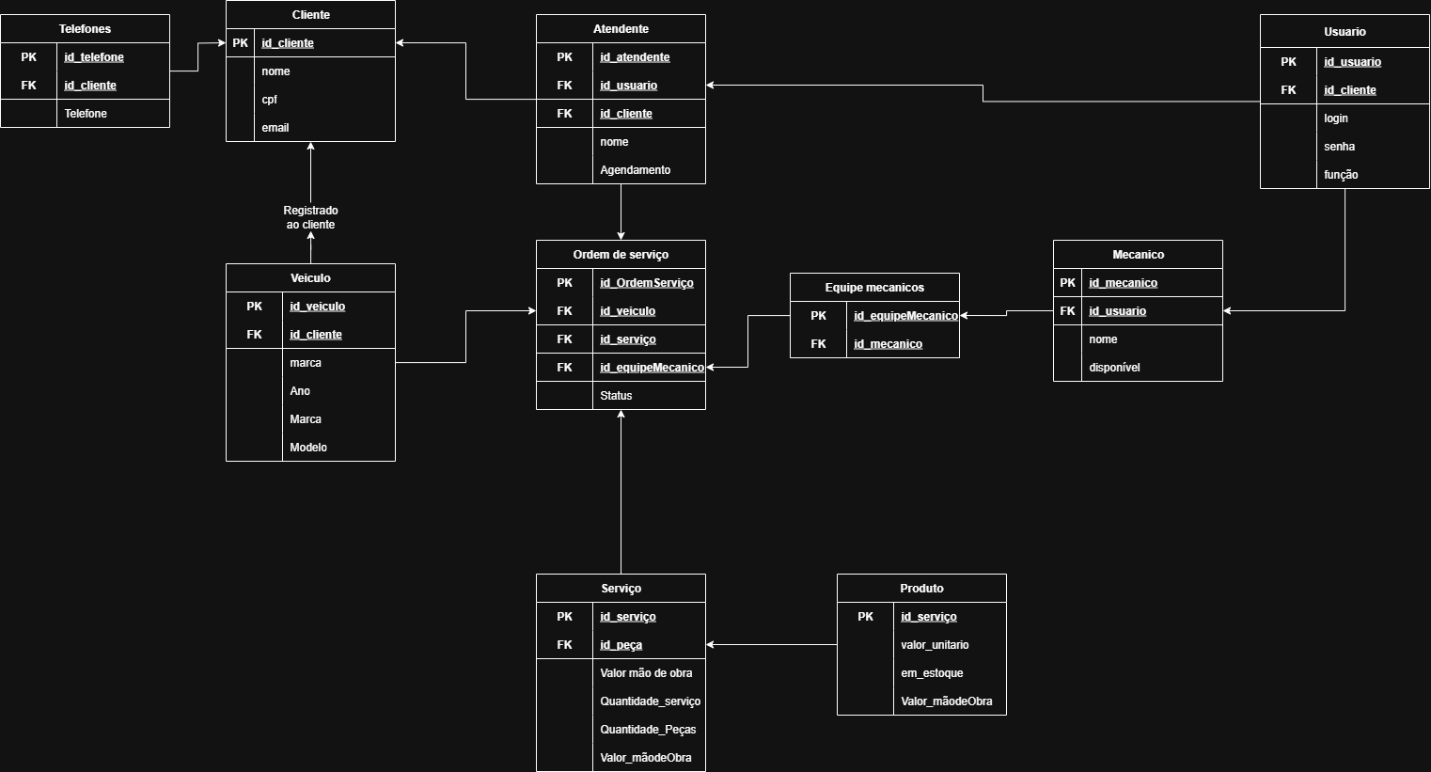 Telefones
PK id_telefone
FK id_cliente
Telefone
Cliente
PK id_cliente
nome
cpf
email
Atendente
PK id_atendente
FK id_usuario
FK id_cliente
nome
Agendamento
Usuario
PK id_usuario
FK id_cliente
login
senha
função
Registrado
ao cliente
Veiculo
PK id_veiculo
FK id_cliente
marca
Ano
Marca
Modelo
Ordem de serviço
PK id_OrdemServiço
FK id_veiculo
FK id_serviço
FK id_equipeMecanico
Status
Equipe mecanicos
PK id_equipeMecanico
FK id_mecanico
Mecanico
PK id_mecanico
FK id_usuario
nome
disponível
Serviço
PK id_serviço
FK id_peça
Valor mão de obra
Quantidade_serviço
Quantidade_Peças
Valor_mãodeObra
Produto
PK id_serviço
valor_unitario
em_estoque
Valor_mãodeObra